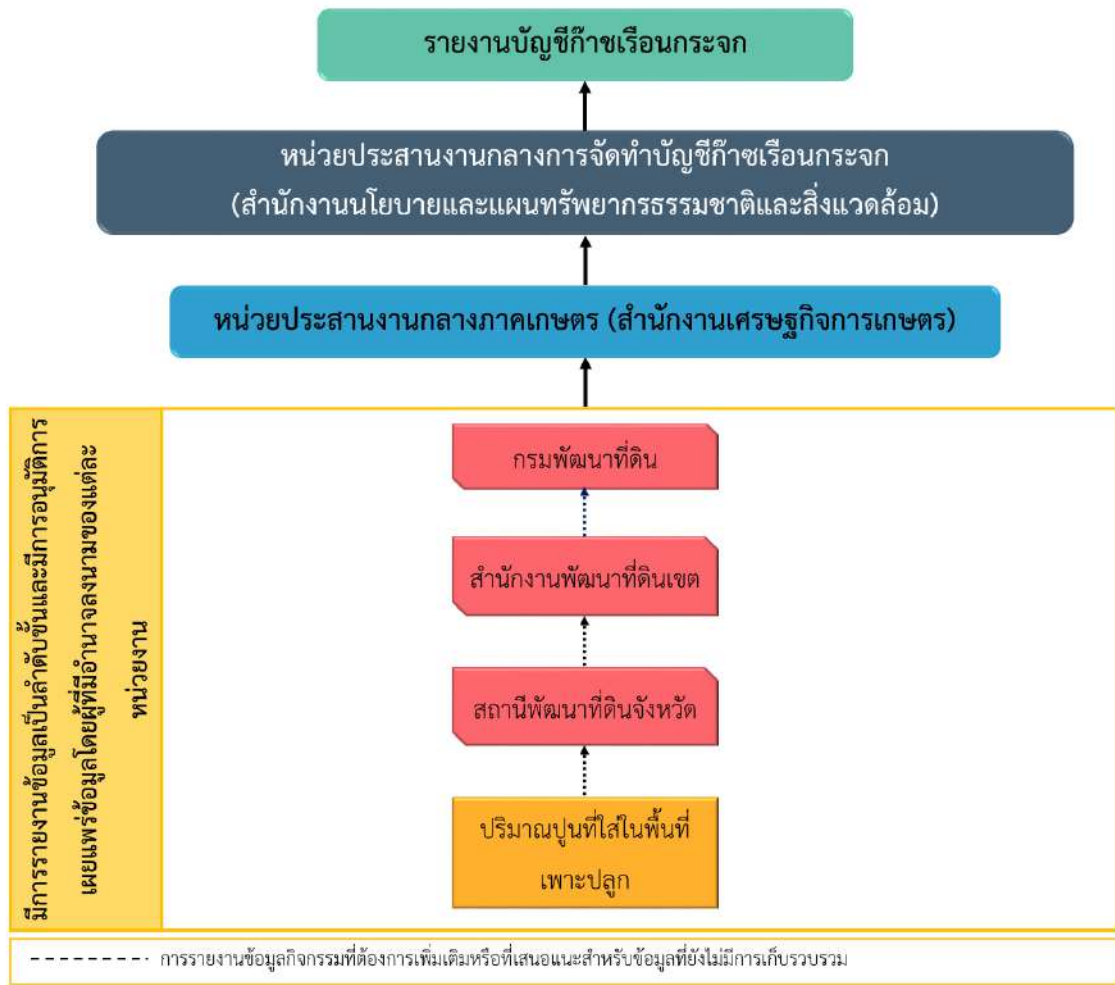 รายงานบัญชีก๊าซเรือนกระจก
หน่วยประสานงานกลางการจัดทำบัญชีก๊าซเรือนกระจก
(สำนักงานนโยบายและแผนทรัพยากรธรรมชาติและสิ่งแวดล้อม)
หน่วยประสานงานกลางภาคเกษตร (สำนักงานเศรษฐกิจการเกษตร)
มีการรายงานข้อมูลเป็นลำดับขั้นและมีการอนุมัติการ
เผยแพร่ข้อมูลโดยผู้ที่มีอำนาจลงนามของแต่ละ
หน่วยงาน
กรมพัฒนาที่ดิน
สำนักงานพัฒนาที่ดินเขต
สถานีพัฒนาที่ดินจังหวัด
ปริมาณปูนที่ใส่ในพื้นที่
เพาะปลูก
การรายงานข้อมูลกิจกรรมที่ต้องการเพิ่มเติมหรือที่เสนอแนะสำหรับข้อมูลที่ยังไม่มีการเก็บรวบรวม